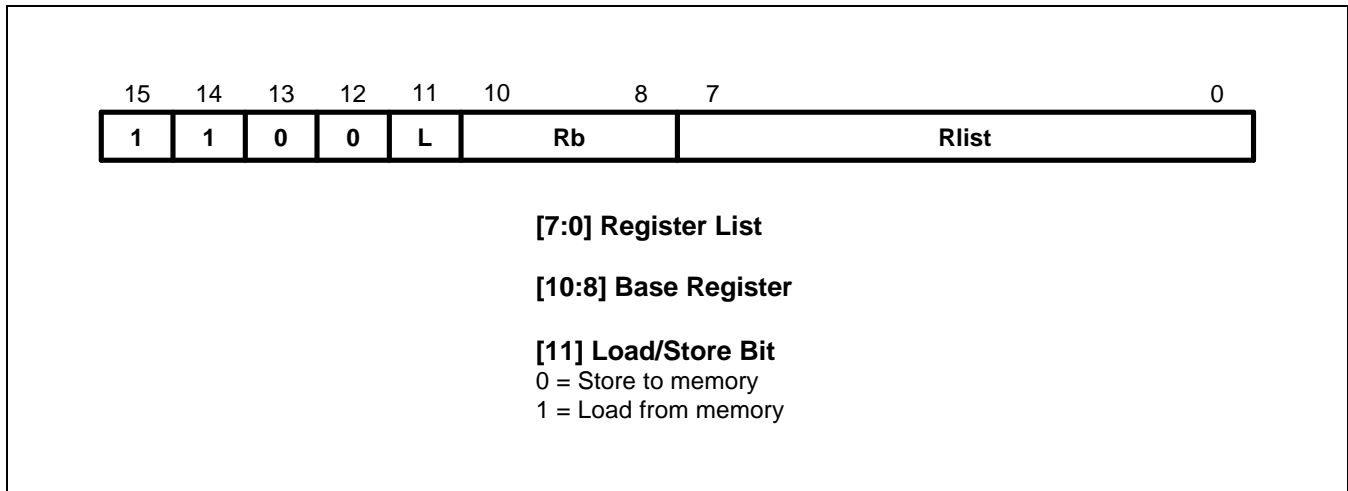 15 14 13 12 11 10 8 7 0
1 1 0 0 L Rb Rlist
[7:0] Register List
[10:8] Base Register
[11] Load/Store Bit
0 = Store to memory
1 = Load from memory